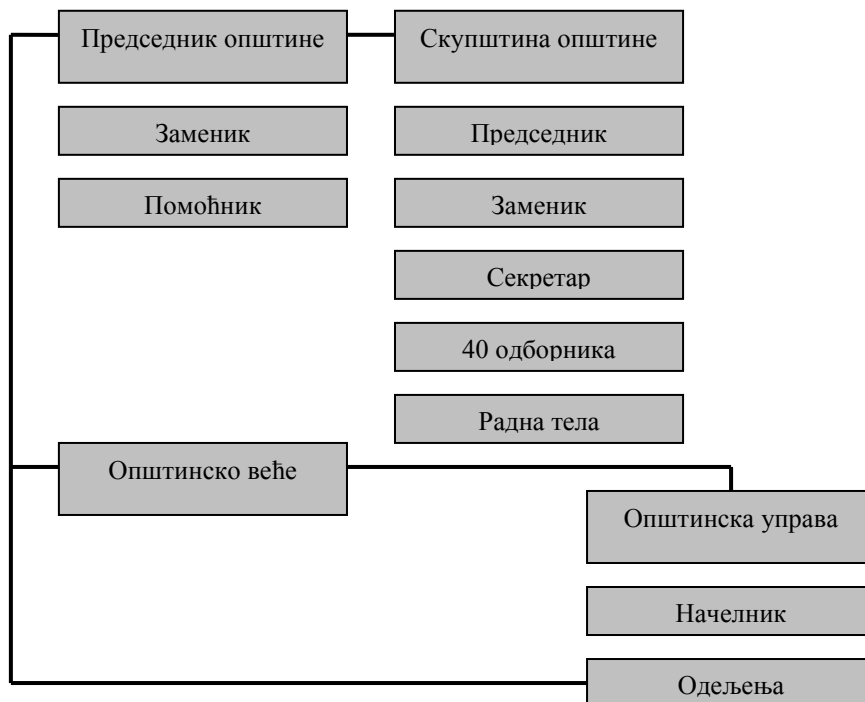 Председник општине
Скупштина општине
Заменик
Председник
Помоћник
Заменик
Секретар
40 одборника
Радна тела
Општинско веће
Општинска управа
Начелник
Одељења